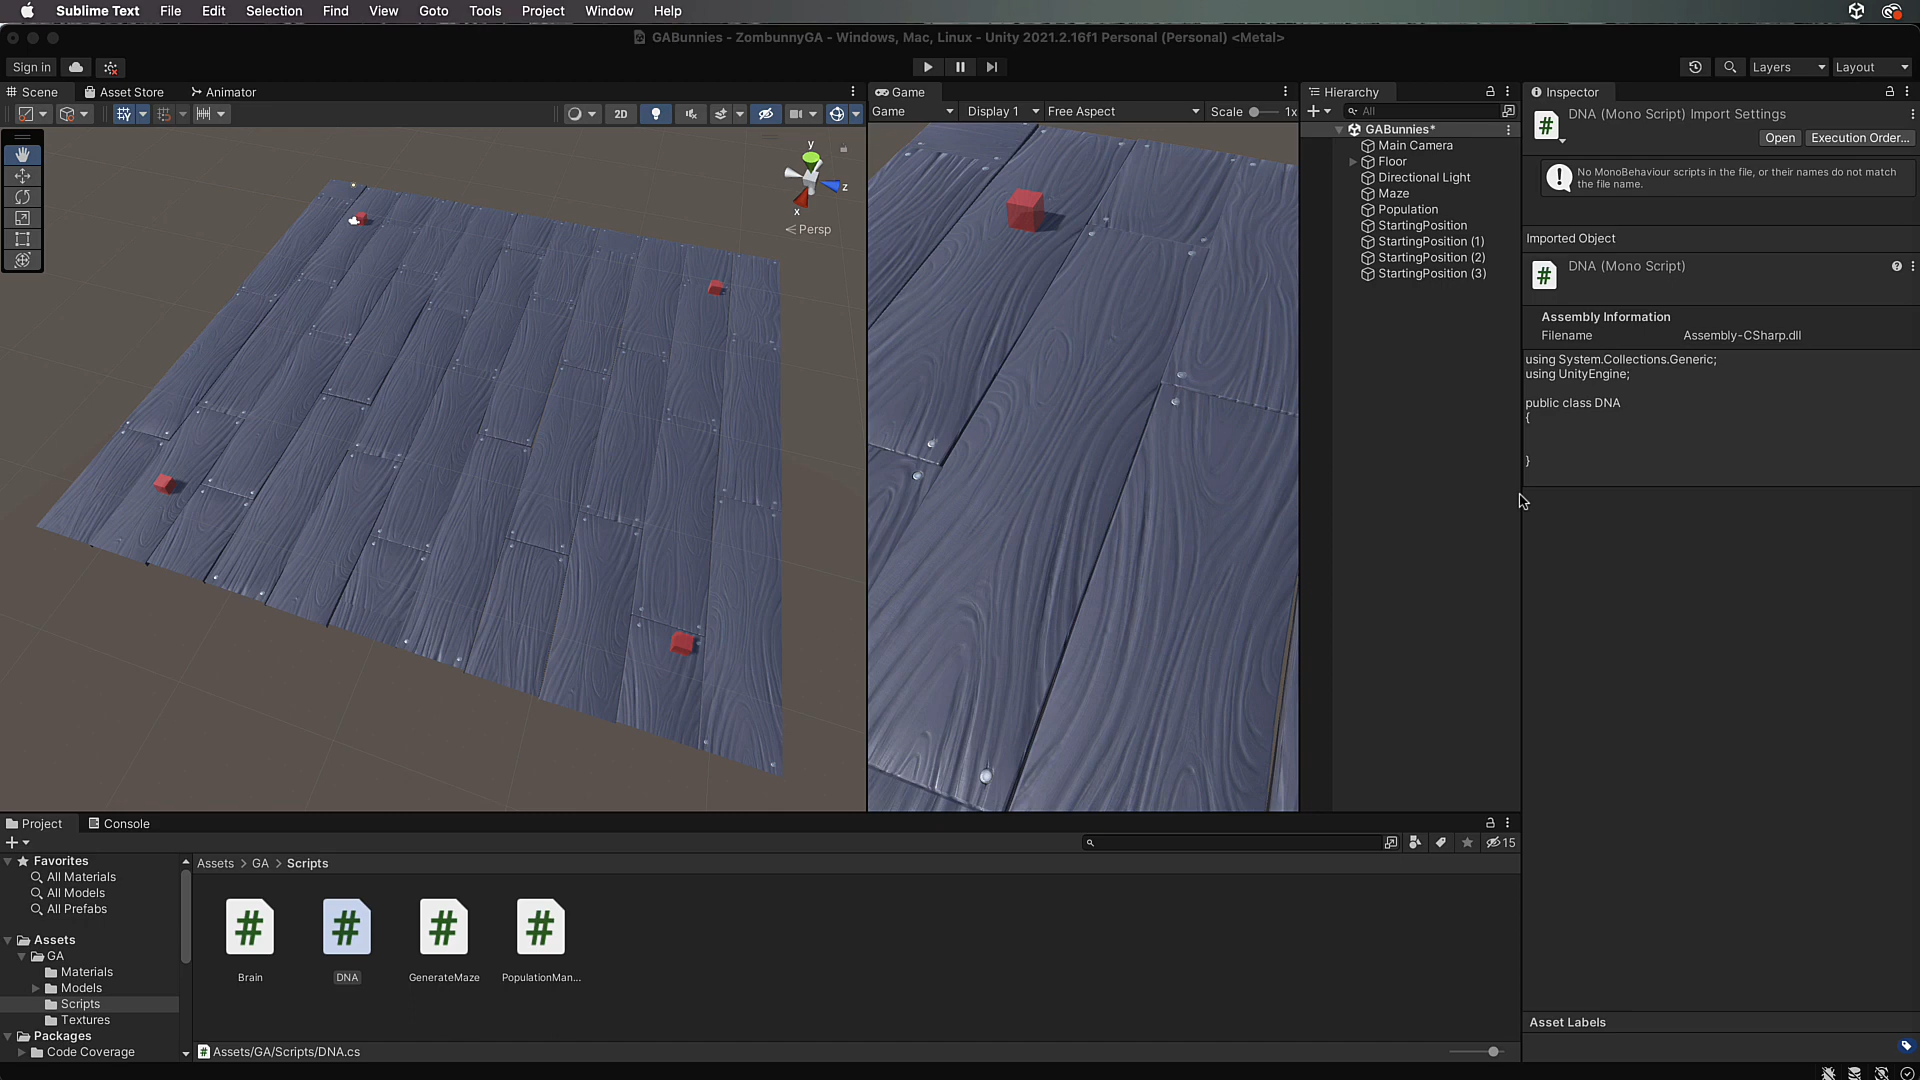 Sublime Text File Edit Selection Find View Goto Tools Project Window Help
GABunnies - ZombunnyGA - Windows, Mac, Linux - Unity 2021.2.16f1 Personal (Personal) <Metal>
Sign in
Layers
Layout
Scene
Asset Store
Animator
2D
y
z
x
Persp
Game
Game
Display 1
Free Aspect
Scale
1x
Hierarchy
All
GABunnies*
Main Camera
Floor
Directional Light
Maze
Population
StartingPosition
StartingPosition (1)
StartingPosition (2)
StartingPosition (3)
Inspector
DNA (Mono Script) Import Settings
Open
Execution Order...
No MonoBehaviour scripts in the file, or their names do not match
the file name.
Imported Object
DNA (Mono Script)
Assembly Information
Filename Assembly-CSharp.dll
using System.Collections.Generic;
using UnityEngine;
public class DNA
{
}
Asset Labels
Project
Console
15
Favorites
All Materials
All Models
All Prefabs
Assets
GA
Materials
Models
Scripts
Textures
Packages
Code Coverage
Assets > GA > Scripts
#
#
#
#
Brain
DNA
GenerateMaze
PopulationMan...
Assets/GA/Scripts/DNA.cs